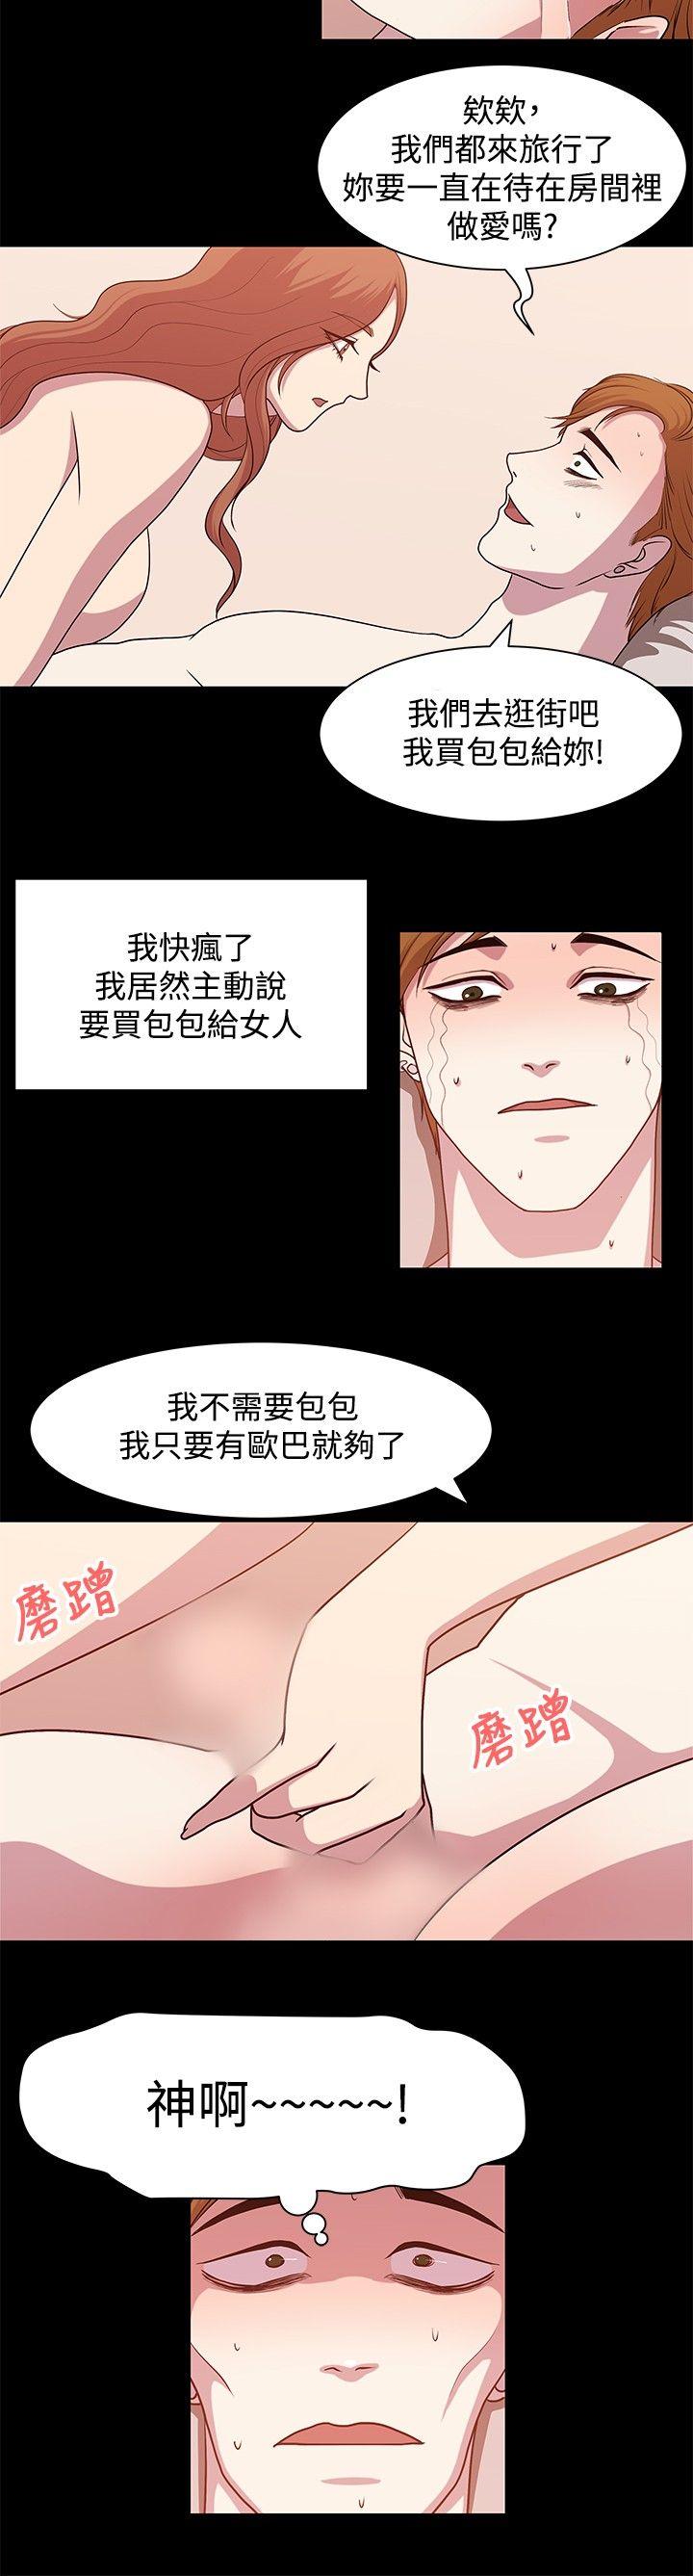 欸欸,
我們都來旅行了
妳要一直在待在房間裡
做愛嗎?
我們去逛街吧
我買包包給妳!
我快瘋了
我居然主動說
要買包包給女人
我不需要包包
我只要有歐巴就夠了
磨蹭
磨蹭
神啊~~~~~!